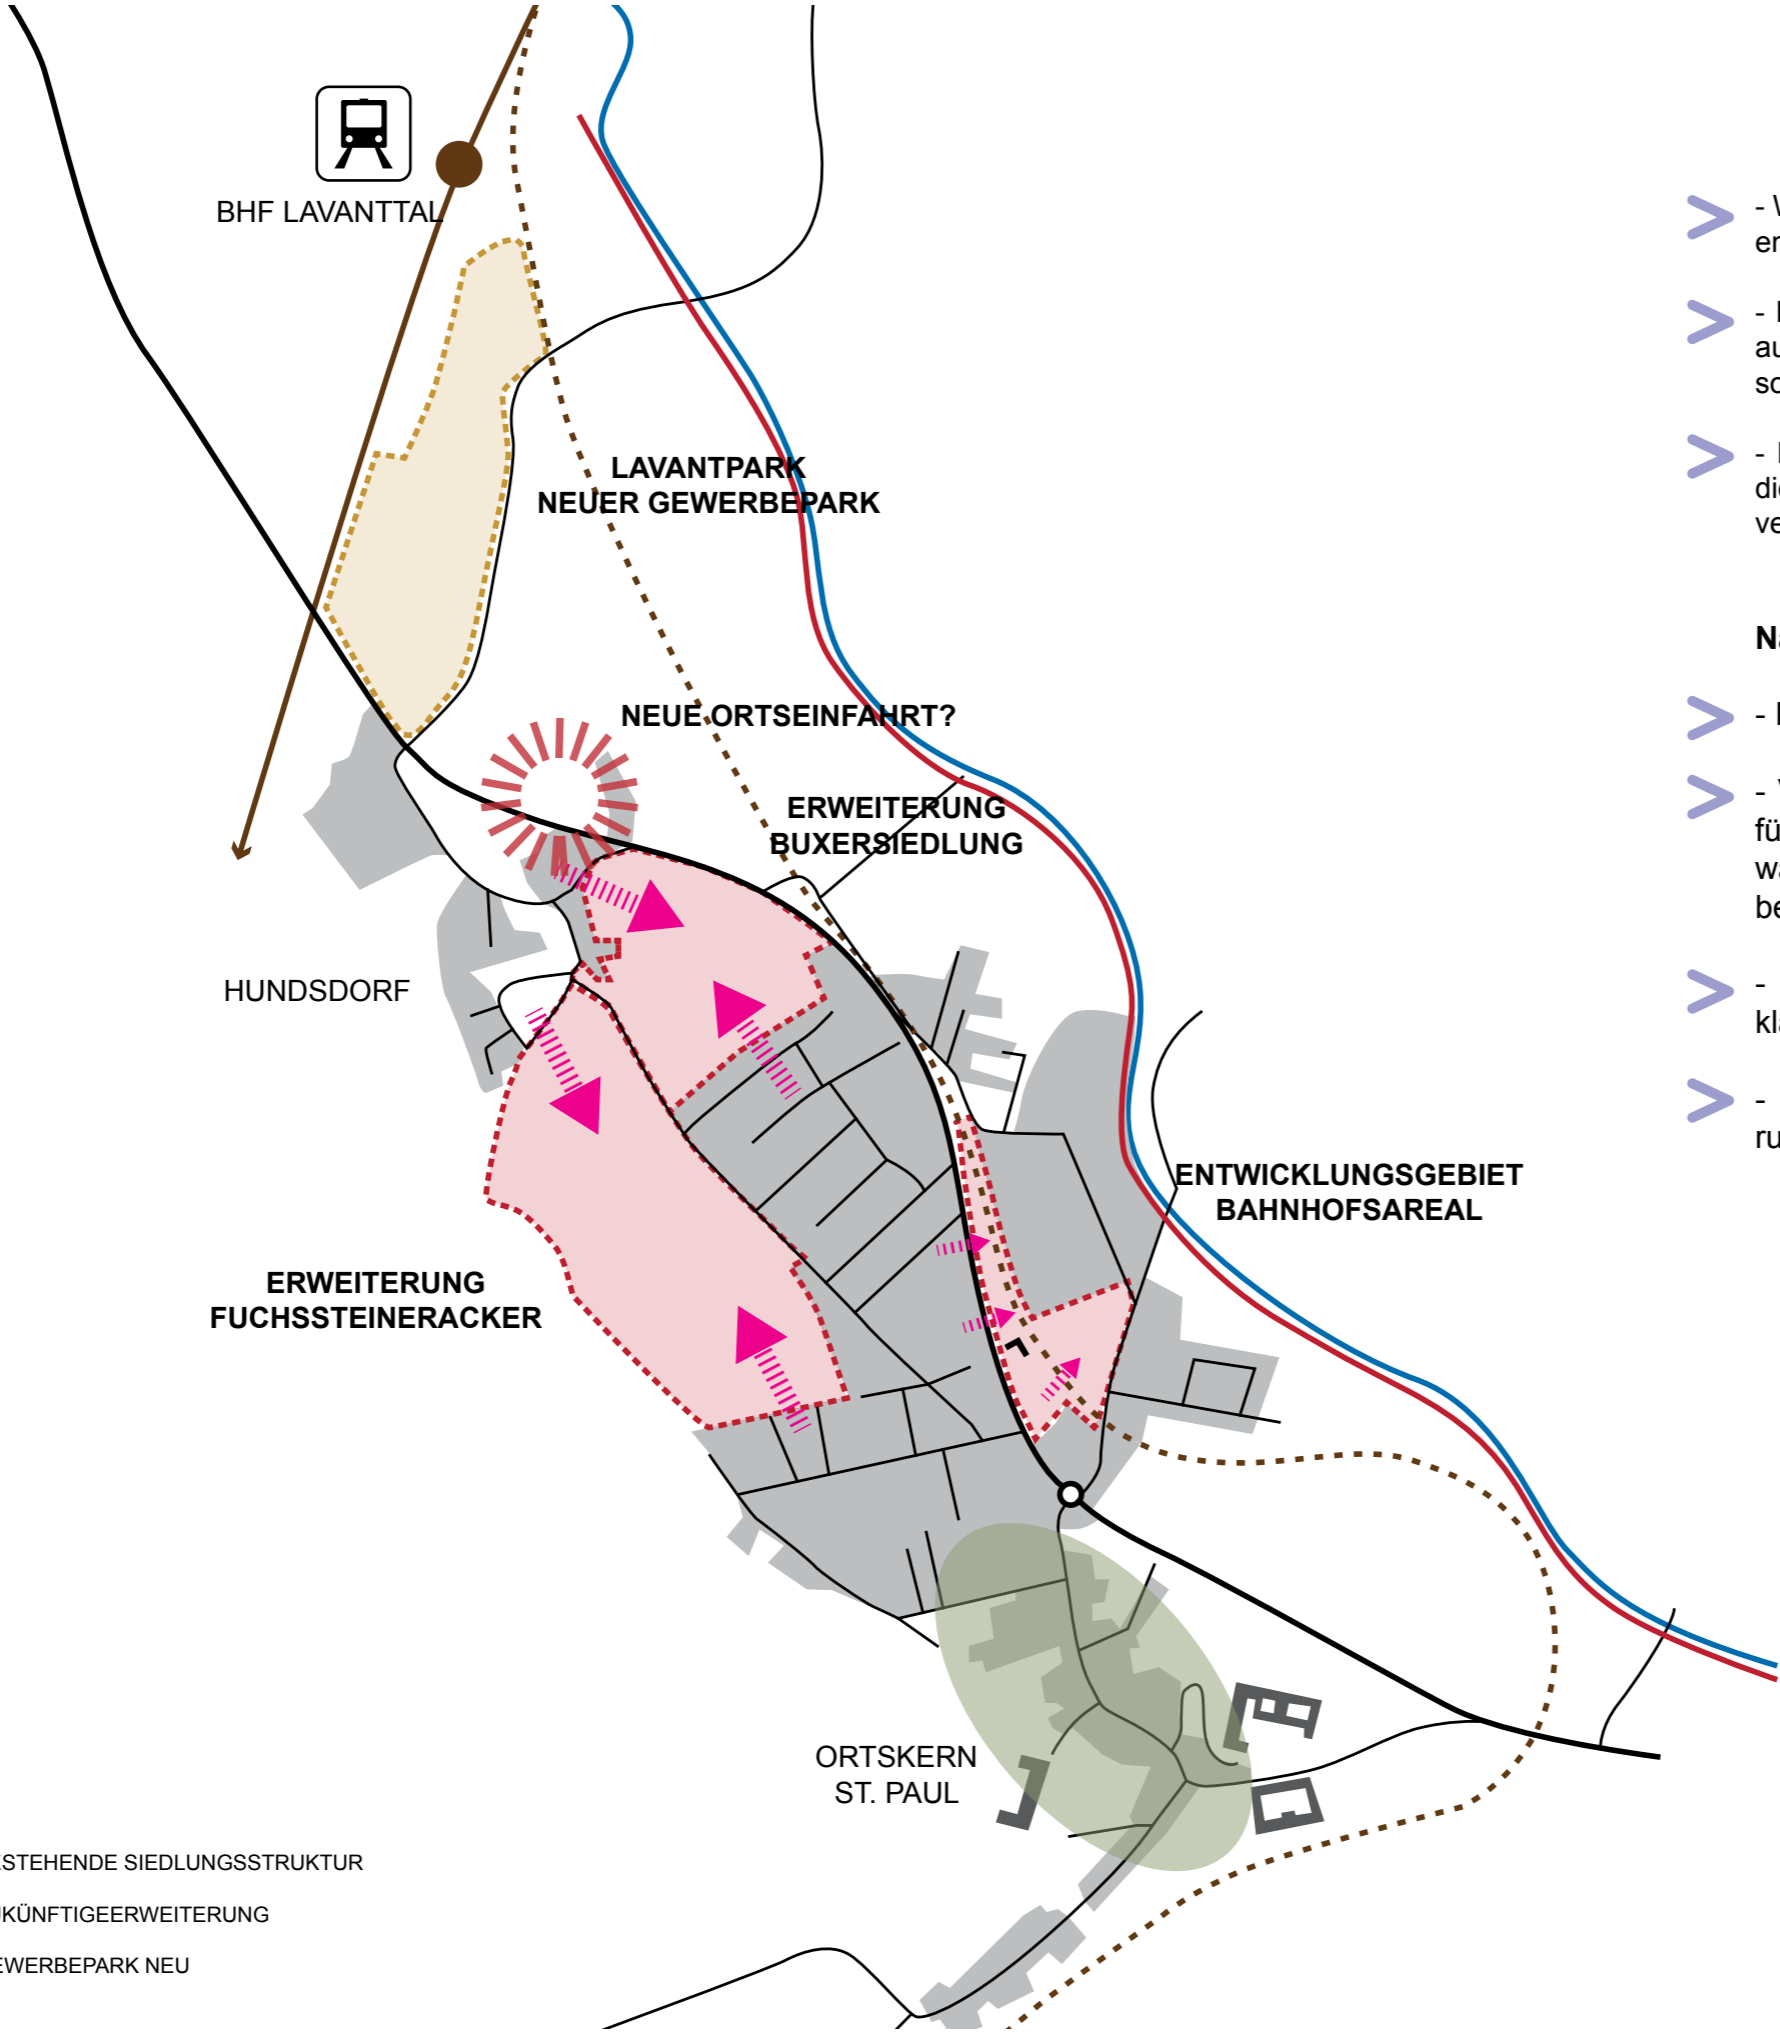 BHF LAVANTTAL
LAVANTPARK
NEUER GEWERBEPARK
NEUE ORTSEINFAHRT?
ERWEITERUNG
BUXERSIEDLUNG
HUNDSDORF
ENTWICKLUNGSGEBIET
BAHNHOFSAREAL
ERWEITERUNG
FUCHSSTEINERACKER
ORTSKERN
ST. PAUL
STEHENDE SIEDLUNGSSTRUKTUR
KÜNFTIGEERWEITERUNG
EWERBEPARK NEU